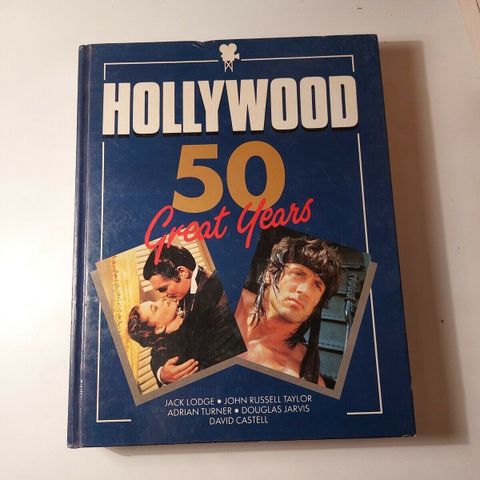 HOLLYWOOD
50
Great Years
JACK LODGE • JOHN RUSSELL TAYLOR
ADRIAN TURNER • DOUGLAS JARVIS
DAVID CASTELL